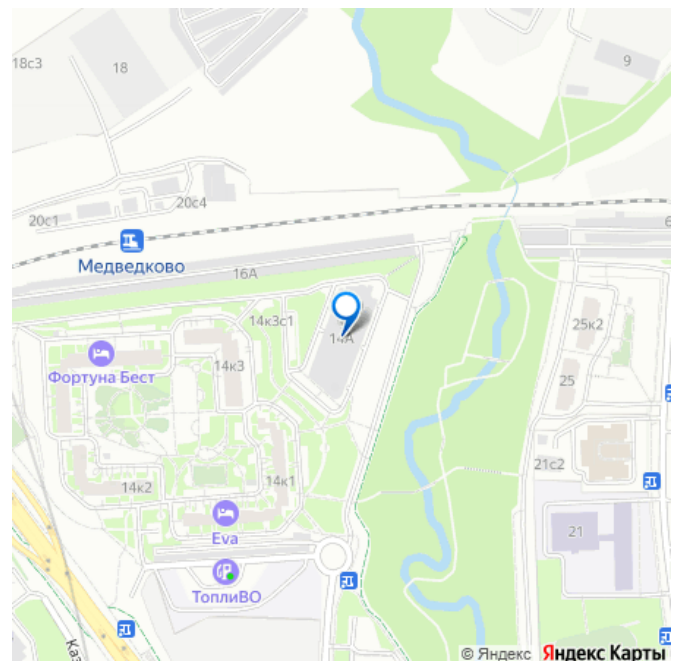 18с3
18
9
20с4
20с1
6
Медведково
16А
14к3с1
14А
25к2
14к3
Фортуна Бест
25
21с2
14к2
14к1
21
Eva
ТопливО
Каз
© Яндекс Яндекс Карты